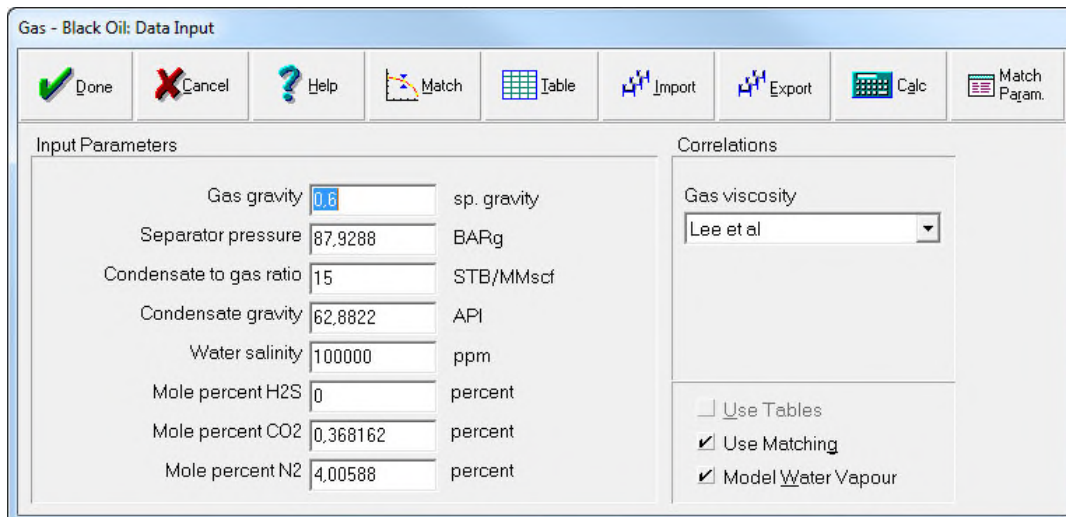 Gas - Black Oil: Data Input
Done Cancel Help Match Table Import Export Calc Match Param.
Input Parameters
Gas gravity 0,6 sp. gravity
Separator pressure 87,9288 BARg
Condensate to gas ratio 15 STB/MMscf
Condensate gravity 62,8822 API
Water salinity 100000 ppm
Mole percent H2S 0 percent
Mole percent CO2 0,368162 percent
Mole percent N2 4,00588 percent
Correlations
Gas viscosity
Lee et al
Use Tables
Use Matching
Model Water Vapour